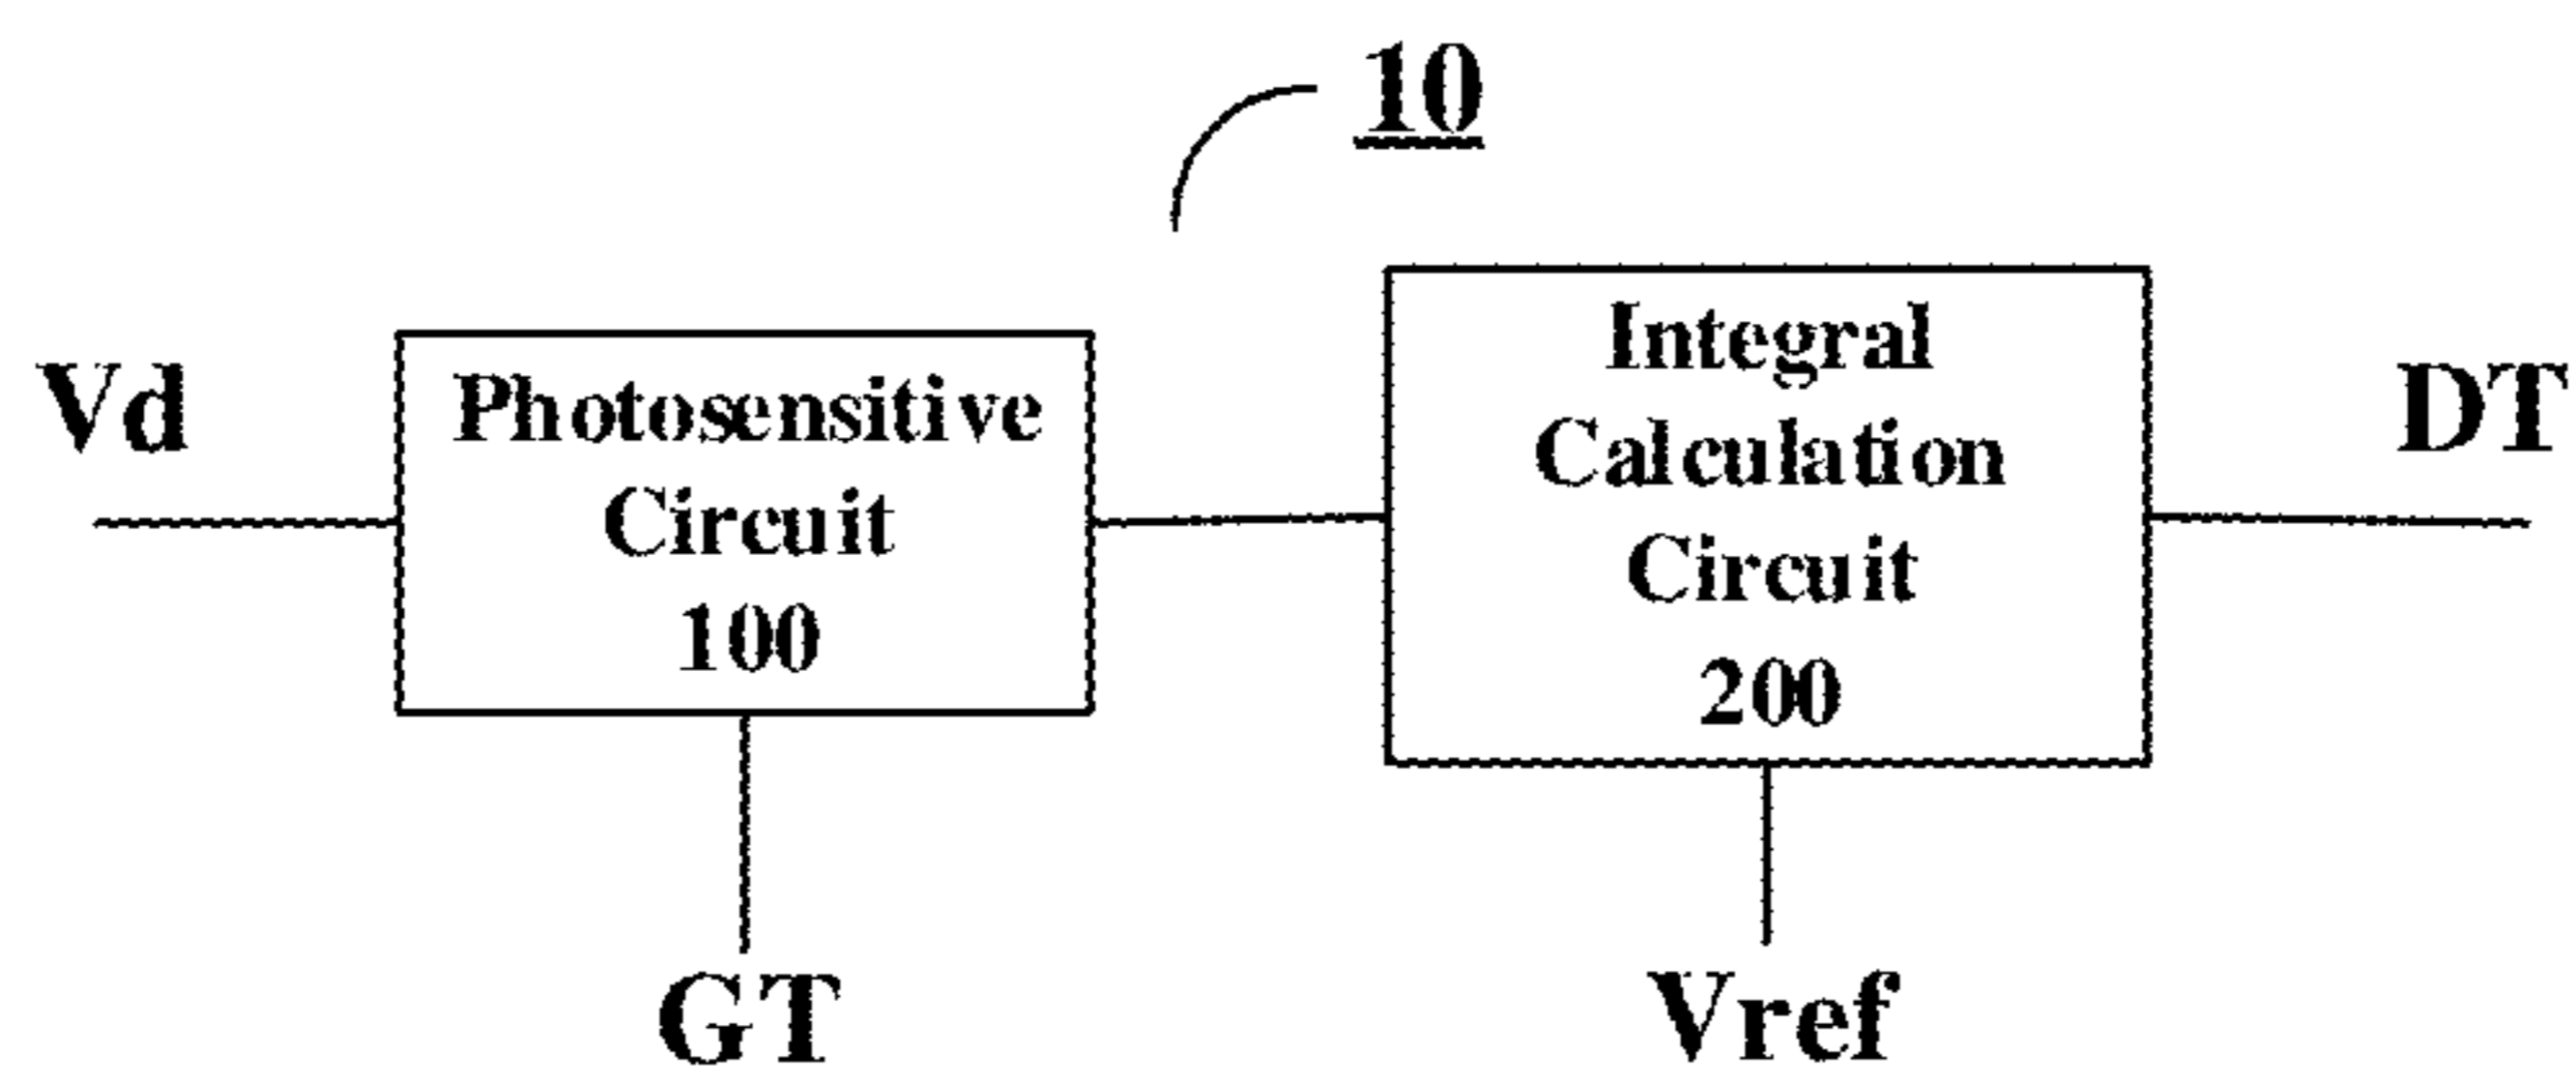 10
Vd
Photosensitive
Circuit
100
Integral
Calculation
Circuit
200
DT
GT
Vref